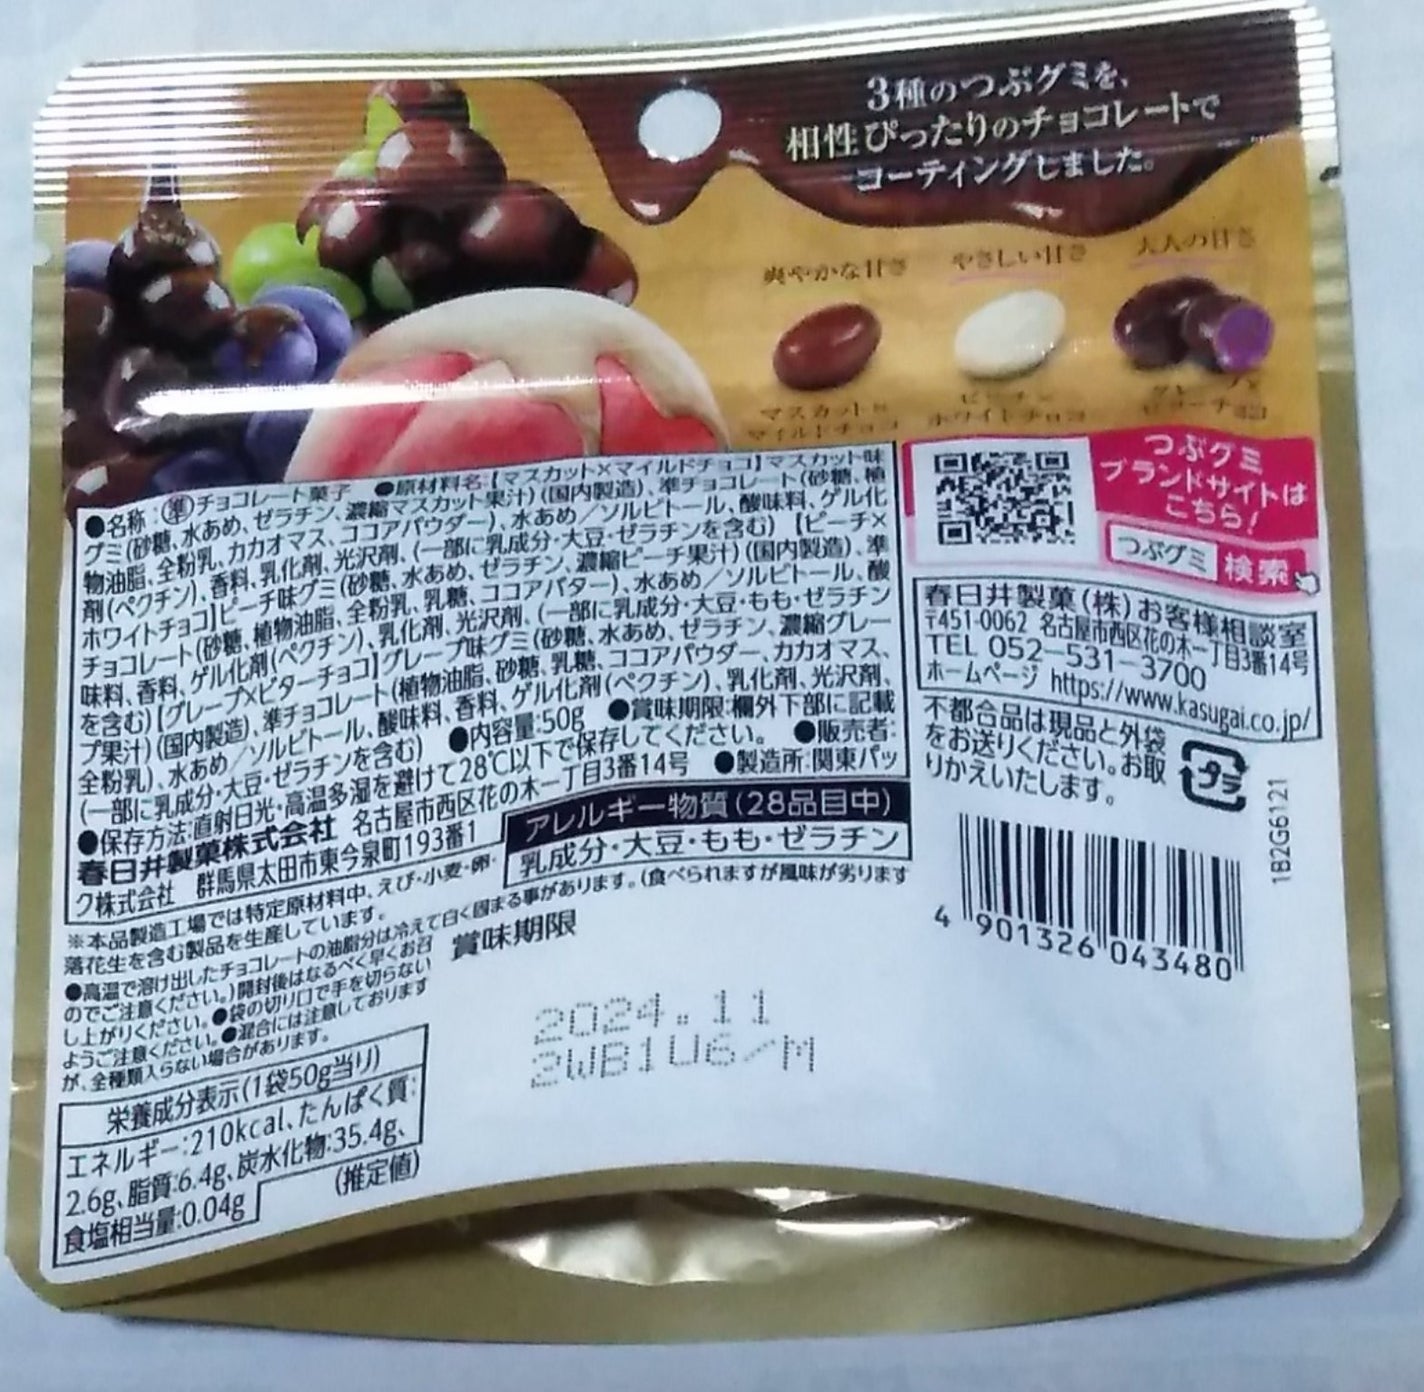 3種のつぶグミを、
相性ぴったりのチョコレートで
コーティングしました。
爽やかな甘さ
やさしい甘さ
大人の甘さ
マスカット×
マイルドチョコ
ピーチ×
ホワイトチョコ
グレープ×
ビターチョコ
●名称:準チョコレート菓子 ●原材料名:【マスカット×マイルドチョコ】マスカット味
グミ(砂糖、水あめ、ゼラチン、濃縮マスカット果汁)(国内製造)、準チョコレート(砂糖、植
物油脂、全粉乳、カカオマス、ココアパウダー)、水あめ/ソルビトール、酸味料、ゲル化
剤(ペクチン)、香料、乳化剤、光沢剤、(一部に乳成分・大豆・ゼラチンを含む)【ピーチ×
ホワイトチョコ】ピーチ味グミ(砂糖、水あめ、ゼラチン、濃縮ピーチ果汁)(国内製造)、準
チョコレート(砂糖、植物油脂、全粉乳、乳糖、ココアバター)、水あめ/ソルビトール、酸
味料、香料、ゲル化剤(ペクチン)、乳化剤、光沢剤、(一部に乳成分・大豆・もも・ゼラチン
を含む)【グレープ×ビターチョコ】グレープ味グミ(砂糖、水あめ、ゼラチン、濃縮グレー
プ果汁)(国内製造)、準チョコレート(植物油脂、砂糖、乳糖、ココアパウダー、カカオマス、
全粉乳)、水あめ/ソルビトール、酸味料、香料、ゲル化剤(ペクチン)、乳化剤、光沢剤、
(一部に乳成分・大豆・ゼラチンを含む) ●内容量:50g ●賞味期限:欄外下部に記載
●保存方法:直射日光・高温多湿を避けて28℃以下で保存してください。 ●販売者:
春日井製菓株式会社 名古屋市西区花の木一丁目3番14号 ●製造所:関東パッ
ク株式会社 群馬県太田市東今泉町193番1
アレルギー物質(28品目中)
乳成分・大豆・もも・ゼラチン
※本品製造工場では特定原材料中、えび・小麦・卵・
落花生を含む製品を生産しています。
●高温で溶け出したチョコレートの油脂分は冷えて白く固まる事があります。(食べられますが風味が劣ります
のでご注意ください。)開封後はなるべく早くお召
し上がりください。●袋の切り口で手を切らない
ようご注意ください。●混合には注意しております
が、全種類入らない場合があります。
賞味期限
2024.11
2WB1U6/M
栄養成分表示(1袋50g当り)
エネルギー:210kcal、たんぱく質:
2.6g、脂質:6.4g、炭水化物:35.4g、
食塩相当量:0.04g
(推定値)
つぶグミ
ブランドサイトは
こちら!
つぶグミ 検索
春日井製菓(株)お客様相談室
〒451-0062 名古屋市西区花の木一丁目3番14号
TEL 052-531-3700
ホームページ https://www.kasugai.co.jp/
不都合品は現品と外袋
をお送りください。お取
りかえいたします。
プラ
1B2G6121
4 901326 043480